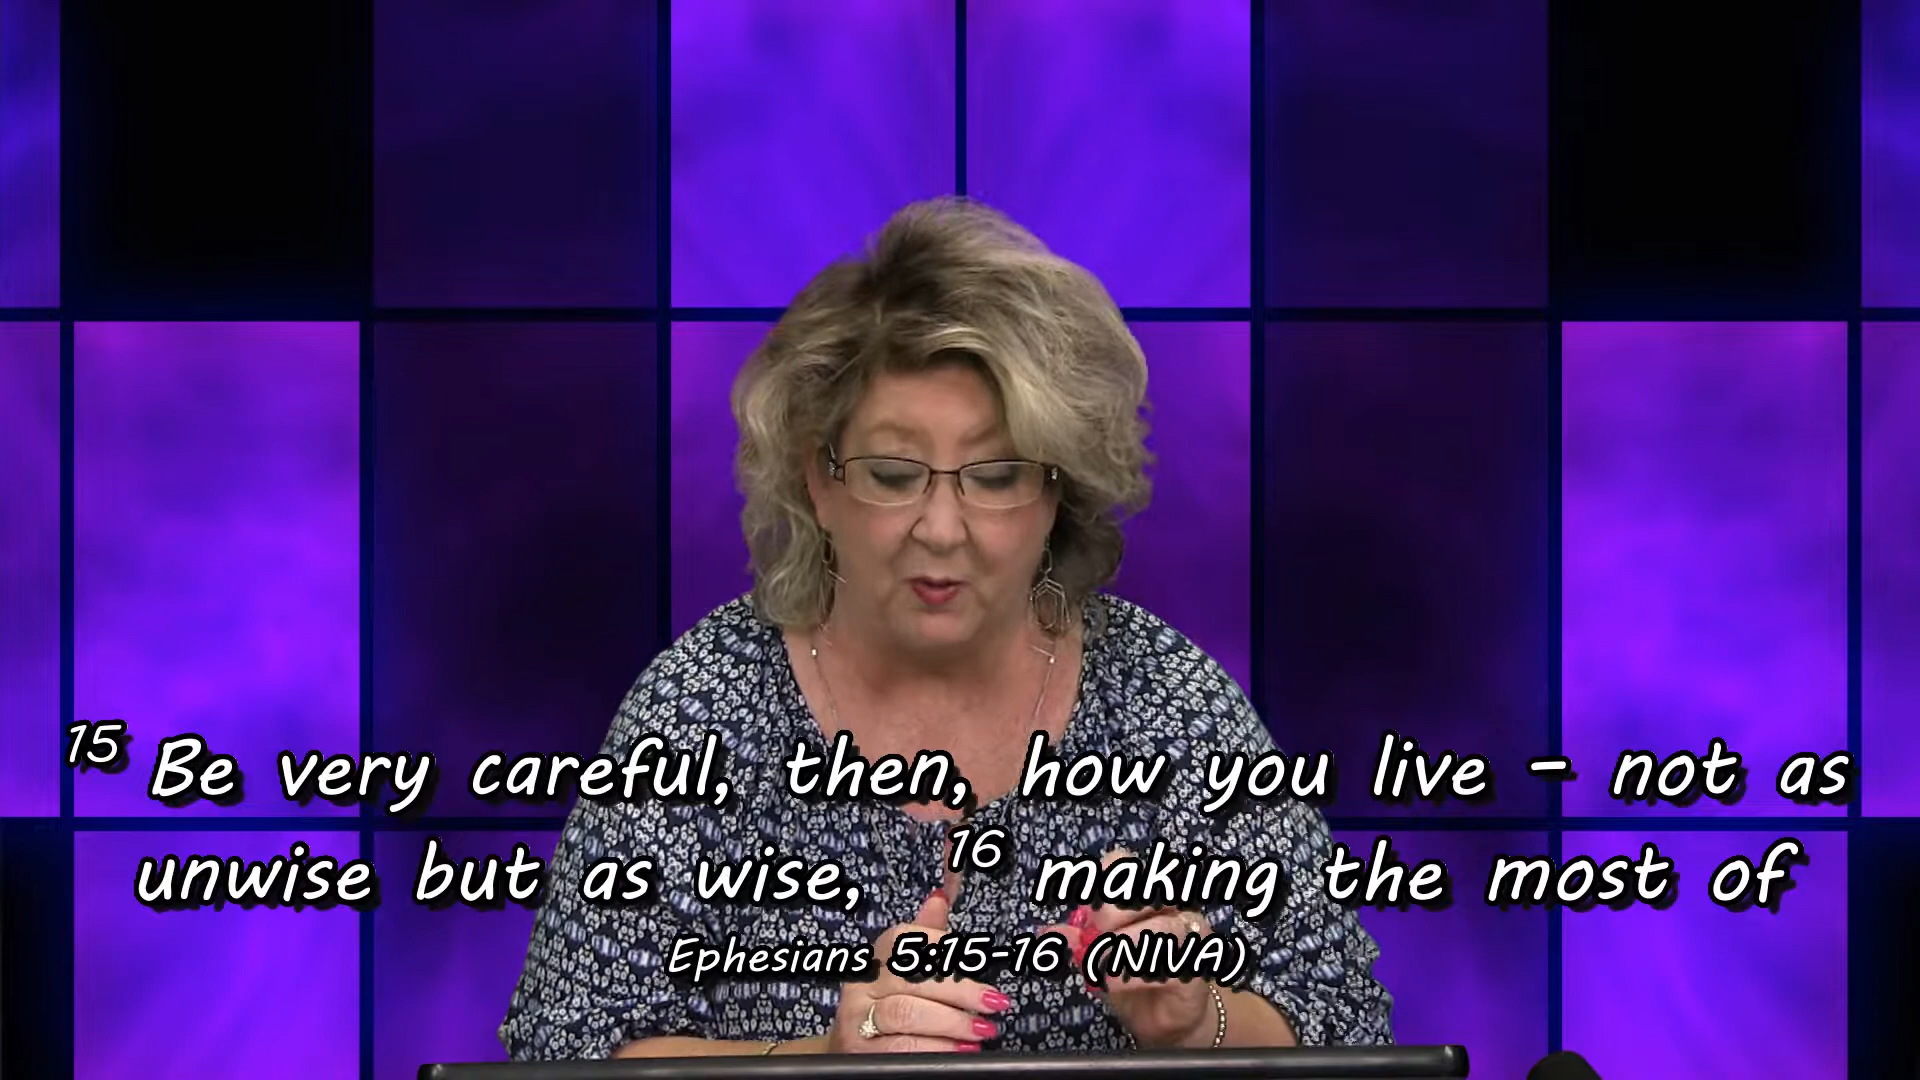 15 Be very careful, then, how you live – not as
unwise but as wise, 16 making the most of
Ephesians 5:15-16 (NIVA)